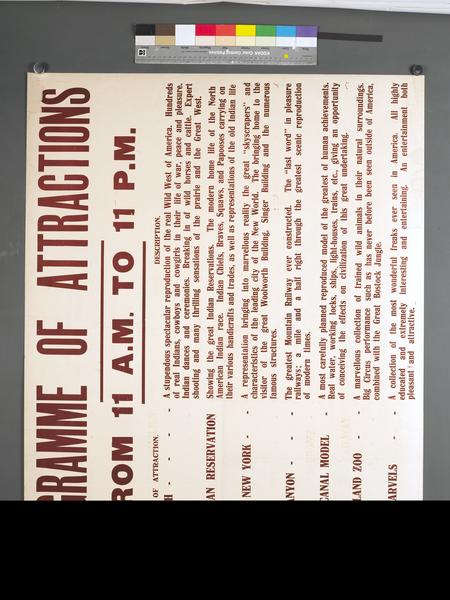 GRAMME OF ATTRACTIONS
ROM 11 A.M. TO 11 P.M.
OF ATTRACTION. DESCRIPTION.
H - - - A stupendous spectacular reproduction of the real Wild West of America. Hundreds
of real Indians, cowboys and cowgirls in their life of war, peace and pleasure.
Indian dances and ceremonies. Breaking in of wild horses and cattle. Expert
shooting and many thrilling sensations of the prairie and the Great West.
AN RESERVATION Showing the great Indian Reservations. The modern home life of the North
American Indian race. Indian Chiefs, Braves, Squaws, and Papooses carrying on
their various handicrafts and trades, as well as representations of the old Indian life
NEW YORK - - A representation bringing into marvellous reality the great "skyscrapers" and
characteristics of the leading city of the New World. The bringing home to the
visitor of the great Woolworth Building, Singer Building and the numerous
famous structures.
ANYON - - - The greatest Mountain Railway ever constructed. The "last word" in pleasure
railways; a mile and a half right through the greatest scenic reproduction
of modern times.
CANAL MODEL A most carefully planned reproduced model of the greatest of human achievements.
Real water, working locks, ships, light-houses, trains, etc., giving an opportunity
of conceiving the effects on civilization of this great undertaking.
LAND ZOO - - A marvellous collection of trained wild animals in their natural surroundings.
Big Circus performance such as has never before been seen outside of America,
combined with the Great Bostock Jungle.
ARVELS - - - A collection of the most wonderful freaks ever seen in America. All highly
educated and extremely interesting and entertaining. An entertainment both
pleasant and attractive.